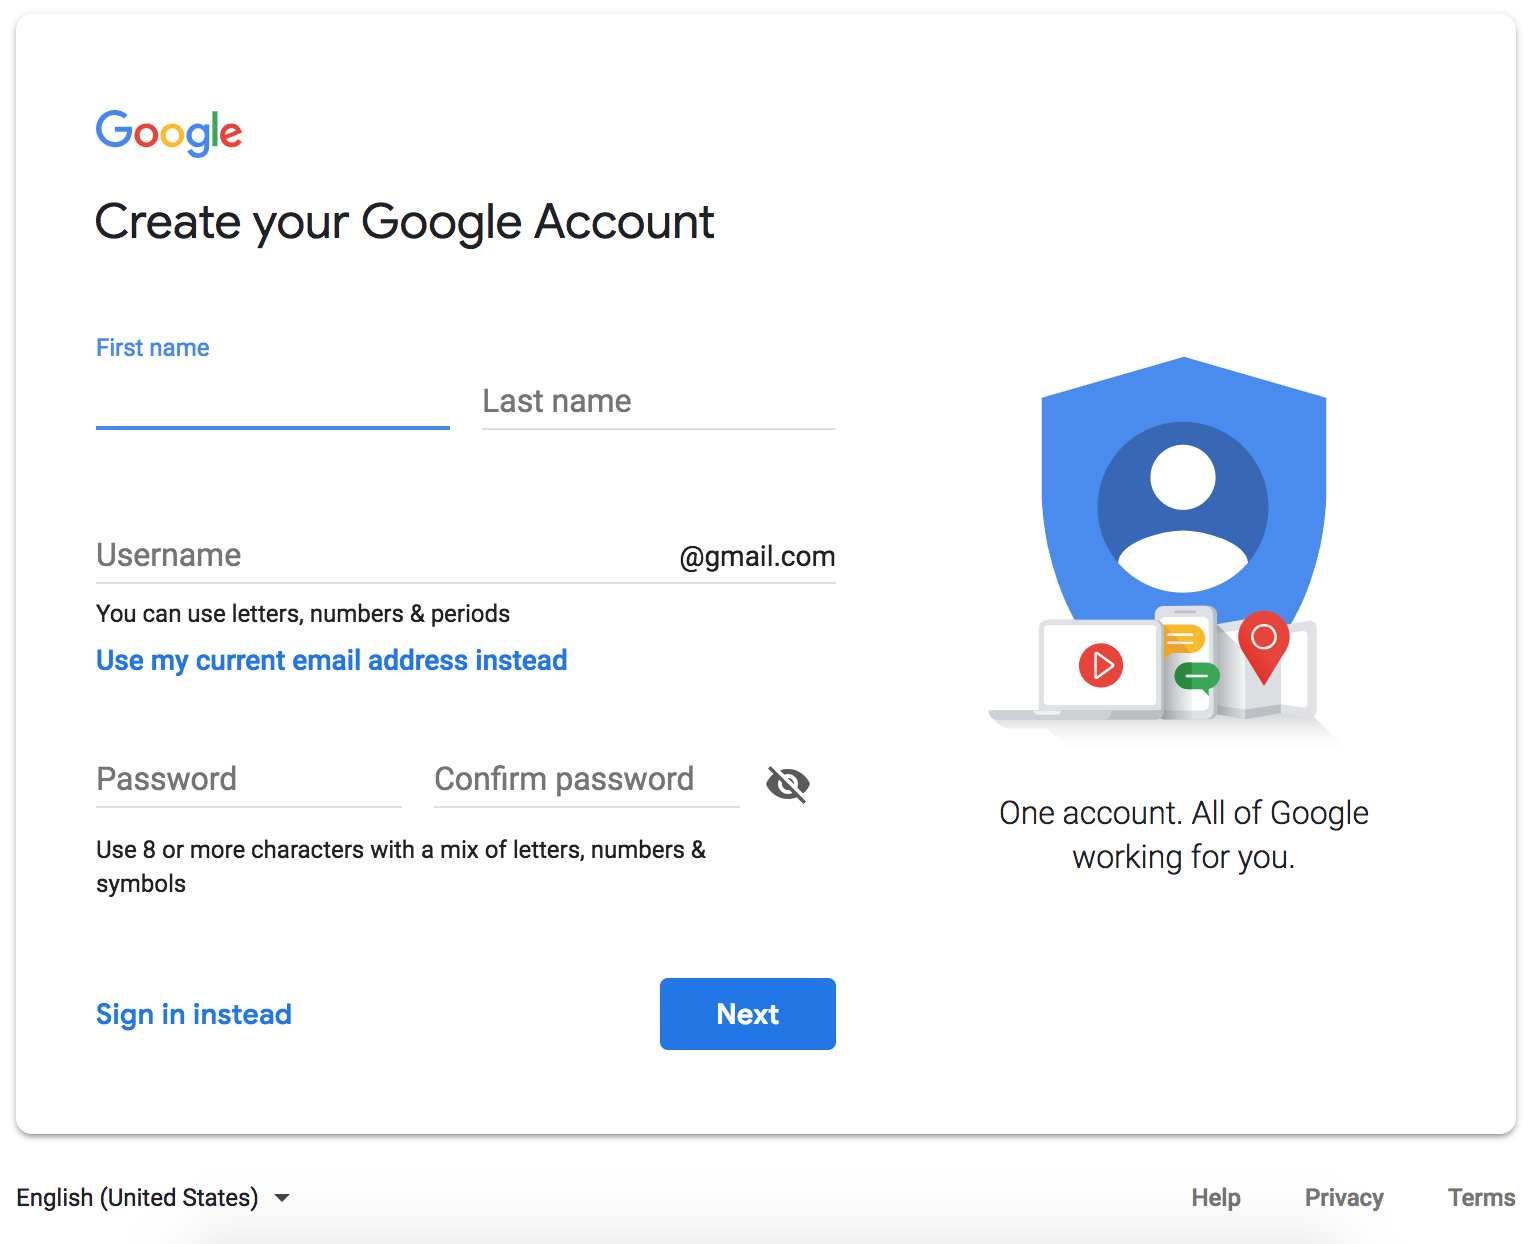 Google
Create your Google Account
First name
Last name
Username
@gmail.com
You can use letters, numbers & periods
Use my current email address instead
Password
Confirm password
Use 8 or more characters with a mix of letters, numbers &
symbols
Sign in instead
Next
One account. All of Google
working for you.
English (United States)
Help
Privacy
Terms